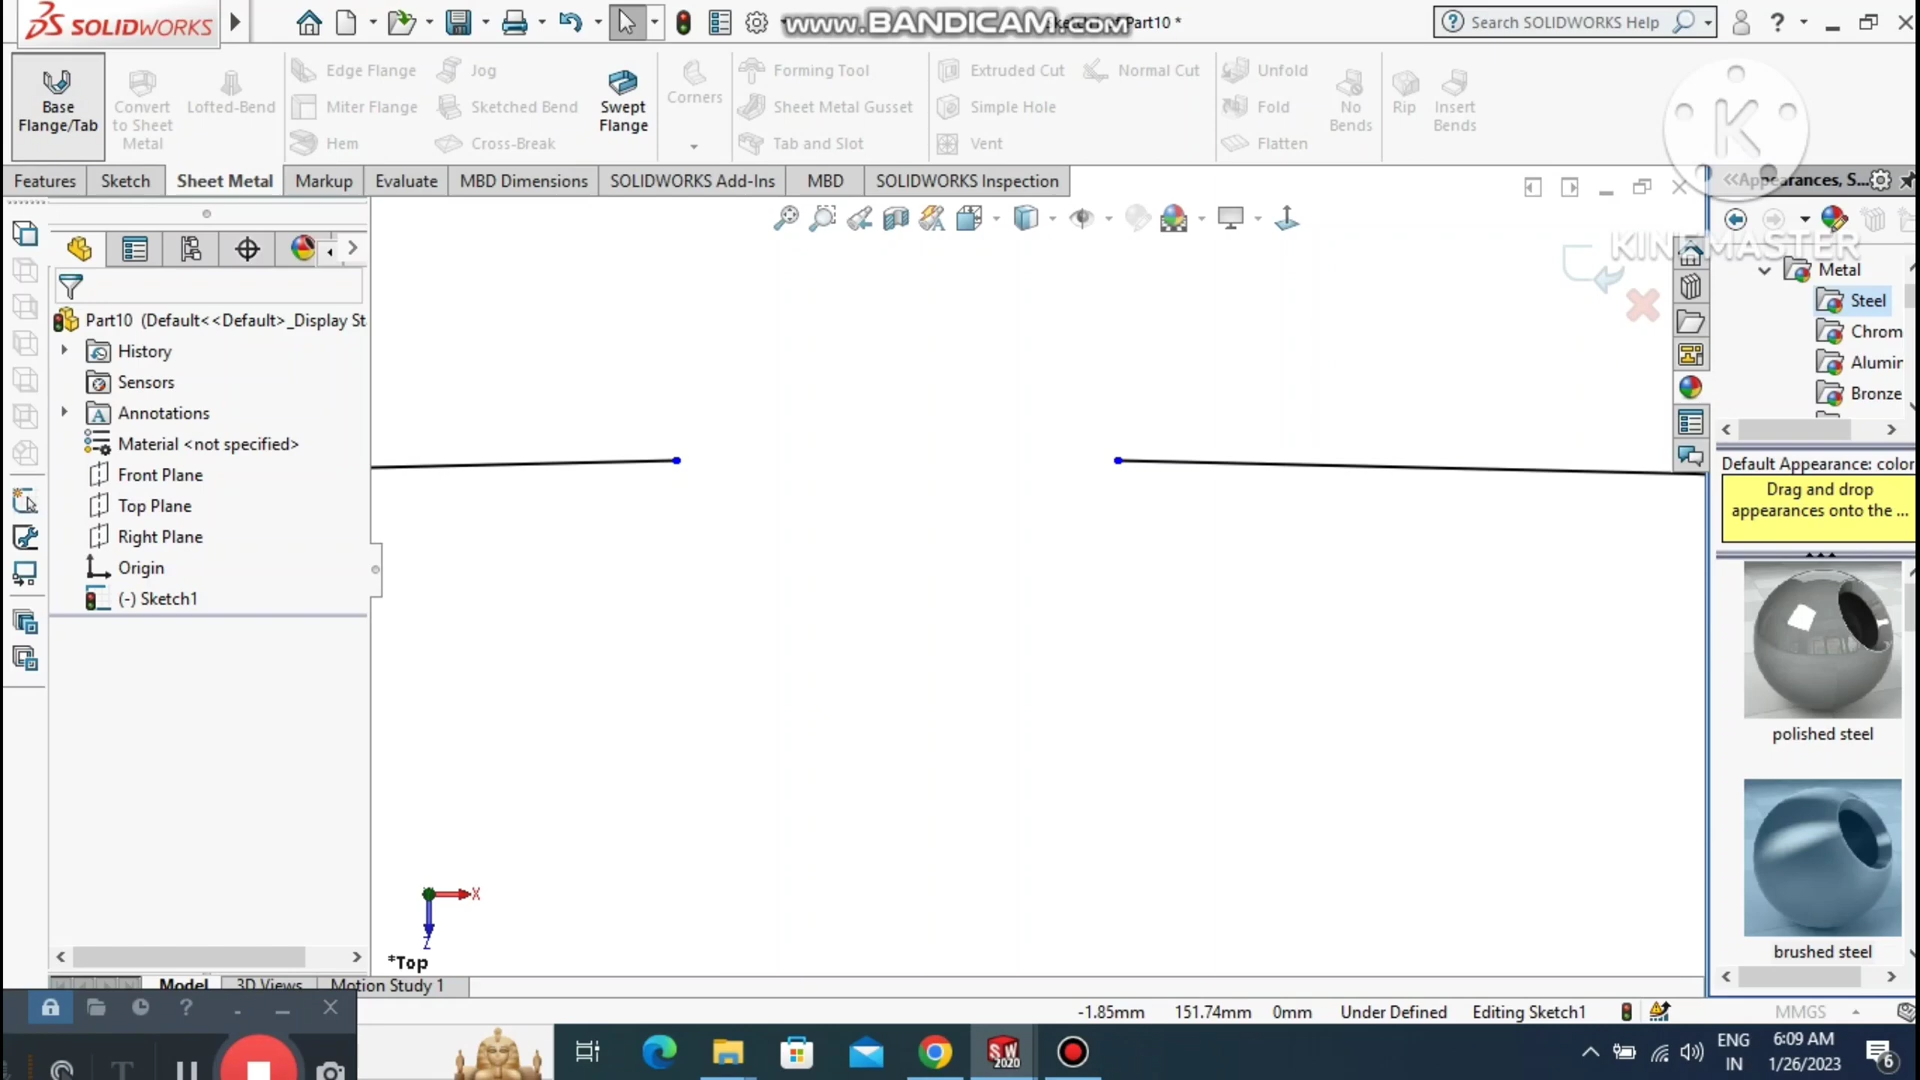 SOLIDWORKS
www.BANDICAM.com
Part10 *
Search SOLIDWORKS Help
Base Flange/Tab
Convert to Sheet Metal
Lofted-Bend
Edge Flange
Miter Flange
Hem
Jog
Sketched Bend
Cross-Break
Swept Flange
Corners
Forming Tool
Sheet Metal Gusset
Tab and Slot
Extruded Cut
Simple Hole
Vent
Normal Cut
Unfold
Fold
Flatten
No Bends
Rip
Insert Bends
Features
Sketch
Sheet Metal
Markup
Evaluate
MBD Dimensions
SOLIDWORKS Add-Ins
MBD
SOLIDWORKS Inspection
<<Appearances, S...
K
KINEMASTER
Part10 (Default<<Default>_Display St
History
Sensors
Annotations
Material <not specified>
Front Plane
Top Plane
Right Plane
Origin
(-) Sketch1
Metal
Steel
Chrom
Alumin
Bronze
Default Appearance: color
Drag and drop
appearances onto the ...
polished steel
brushed steel
X
Z
*Top
Model
3D Views
Motion Study 1
-1.85mm
151.74mm
0mm
Under Defined
Editing Sketch1
MMGS
SW
2020
ENG
IN
6:09 AM
1/26/2023
6